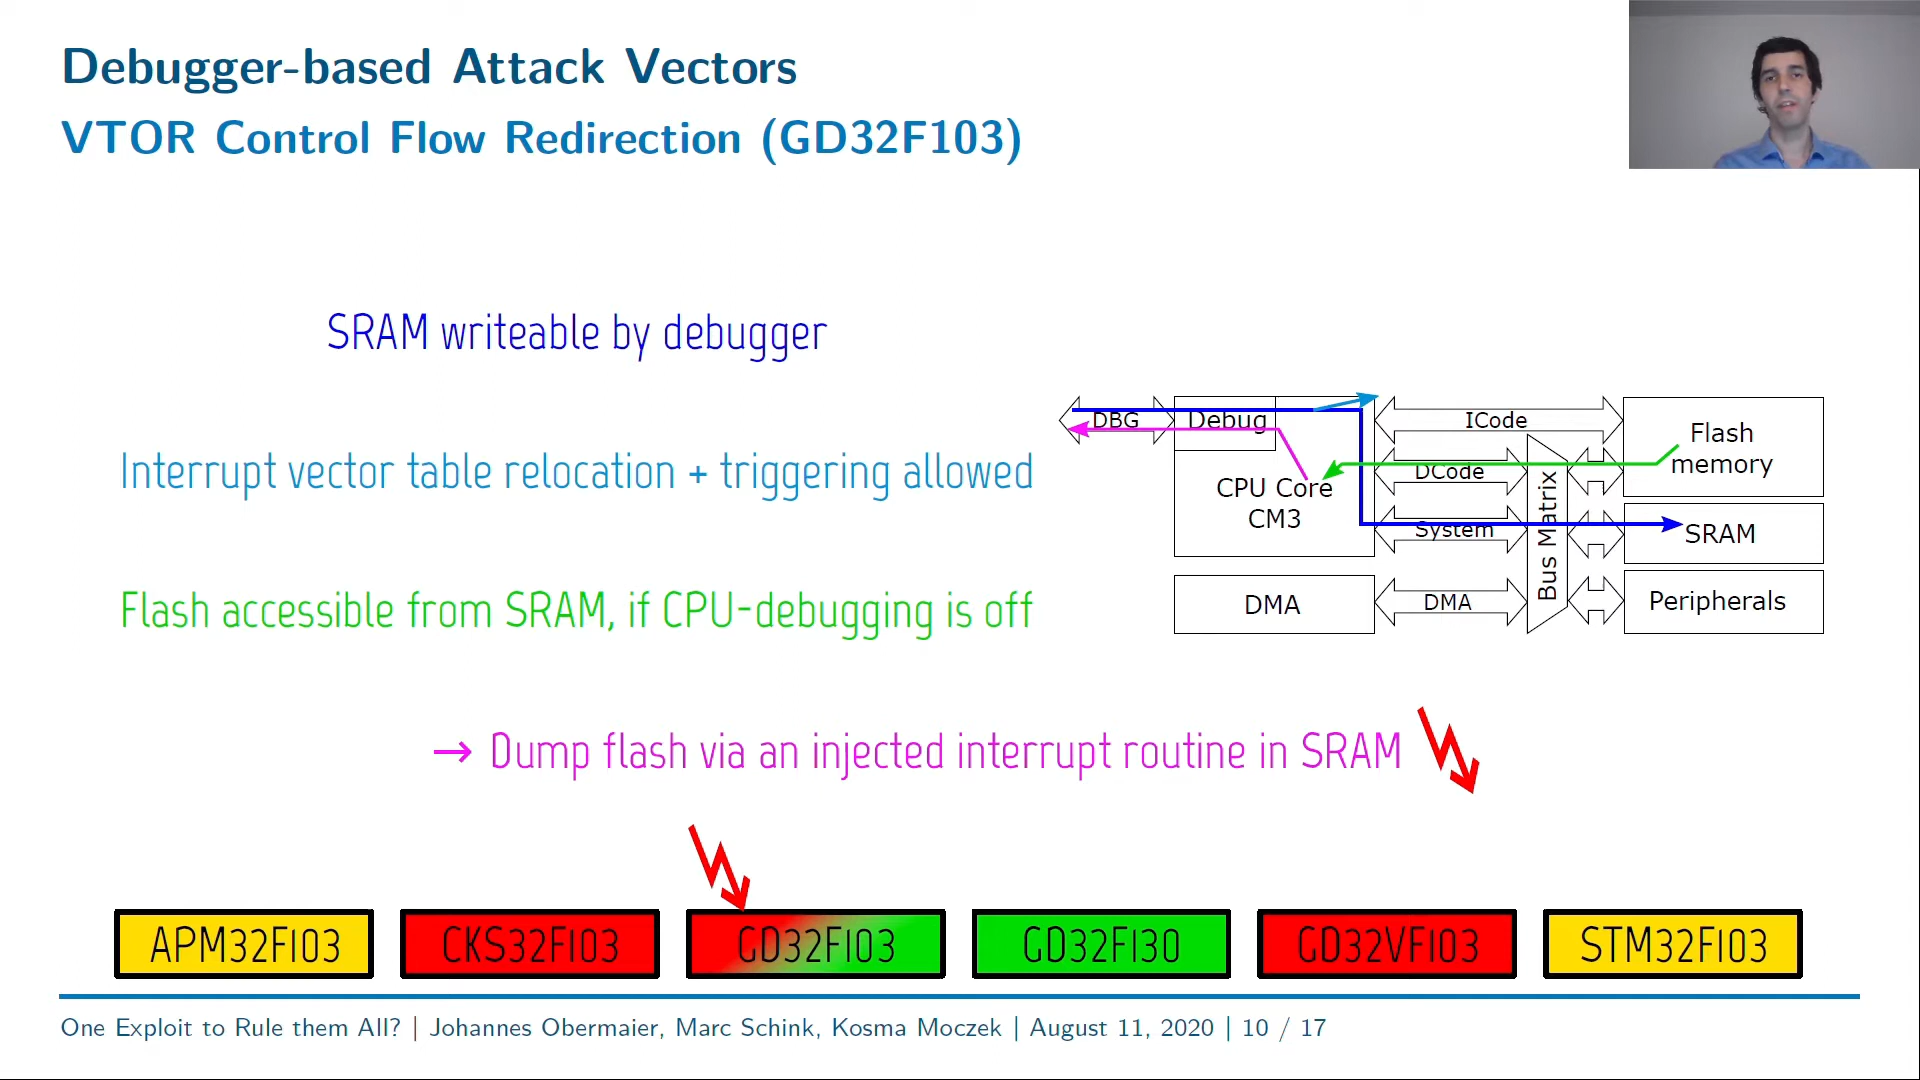 Debugger-based Attack Vectors
VTOR Control Flow Redirection (GD32F103)
SRAM writeable by debugger
Interrupt vector table relocation + triggering allowed
Flash accessible from SRAM, if CPU-debugging is off
→ Dump flash via an injected interrupt routine in SRAM
DBG
Debug
CPU Core
CM3
DMA
ICode
DCode
System
DMA
Bus Matrix
Flash
memory
SRAM
Peripherals
APM32F103
CKS32F103
GD32F103
GD32F130
GD32VF103
STM32F103
One Exploit to Rule them All? | Johannes Obermaier, Marc Schink, Kosma Moczek | August 11, 2020 | 10 / 17